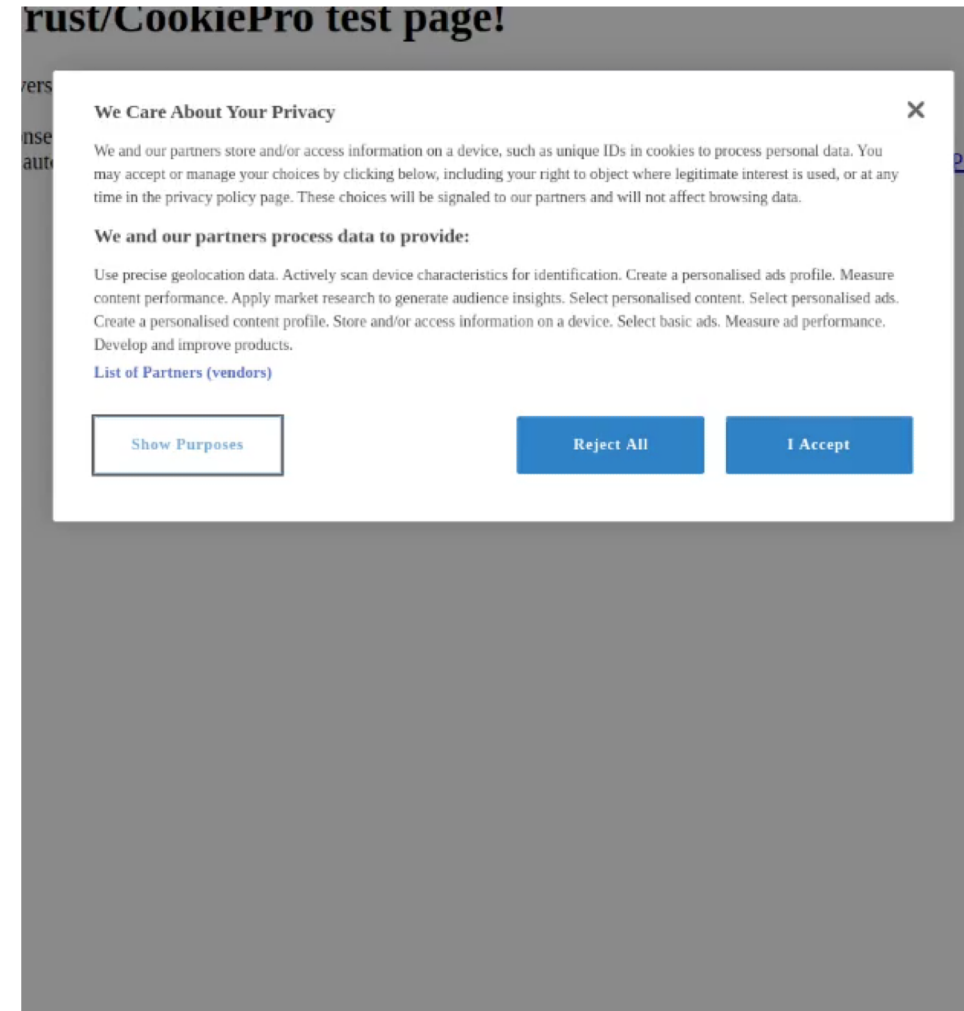 rust/CookiePro test page!
vers
We Care About Your Privacy
nse
We and our partners store and/or access information on a device, such as unique IDs in cookies to process personal data. You
aut
may accept or manage your choices by clicking below, including your right to object where legitimate interest is used, or at any
time in the privacy policy page. These choices will be signaled to our partners and will not affect browsing data.
We and our partners process data to provide:
Use precise geolocation data. Actively scan device characteristics for identification. Create a personalised ads profile. Measure
content performance. Apply market research to generate audience insights. Select personalised content. Select personalised ads.
Create a personalised content profile. Store and/or access information on a device. Select basic ads. Measure ad performance.
Develop and improve products.
List of Partners (vendors)
Show Purposes
Reject All
I Accept